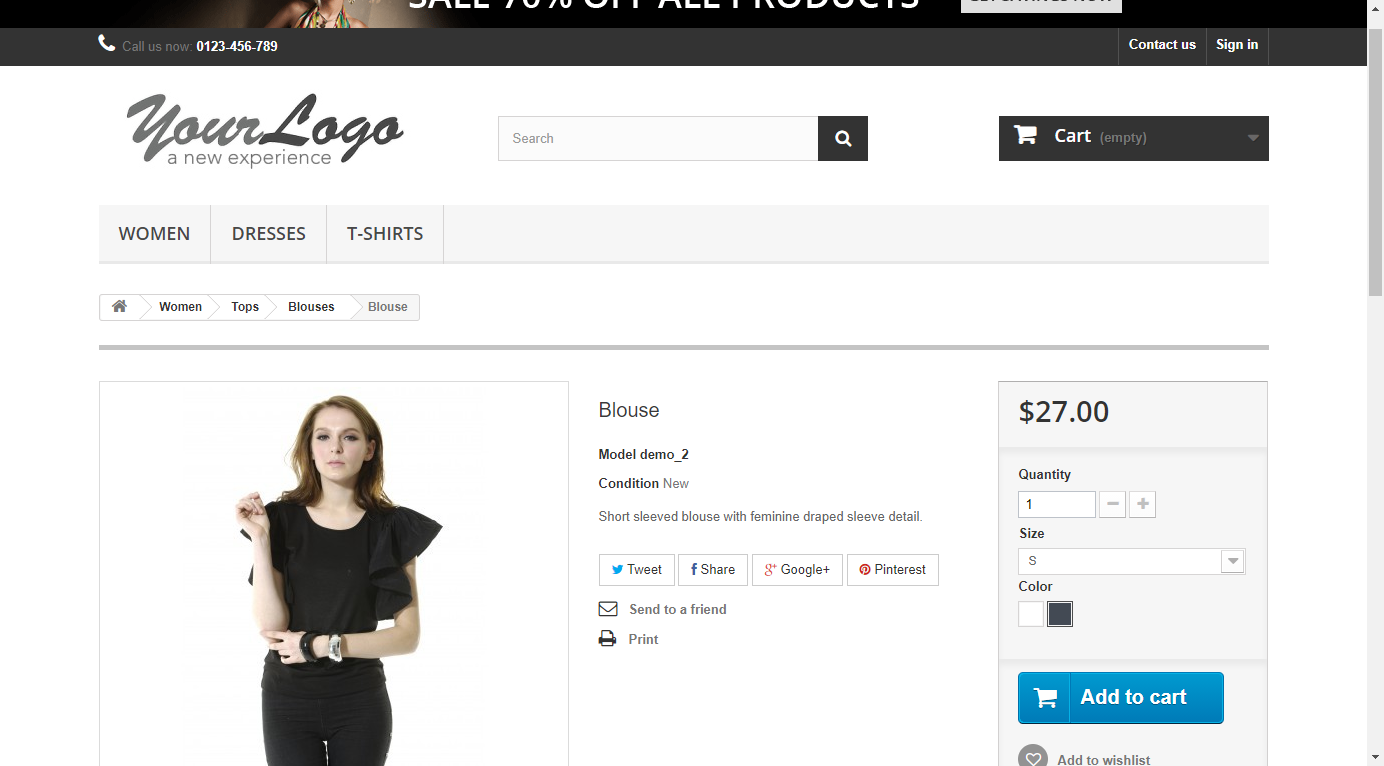 SALE 70% OFF ALL PRODUCTS
Call us now: 0123-456-789
Contact us
Sign in
YourLogo
a new experience
Search
Cart (empty)
WOMEN
DRESSES
T-SHIRTS
Women
Tops
Blouses
Blouse
Blouse
Model demo_2
Condition New
Short sleeved blouse with feminine draped sleeve detail.
Tweet
Share
Google+
Pinterest
Send to a friend
Print
$27.00
Quantity
1
Size
S
Color
Add to cart
Add to wishlist